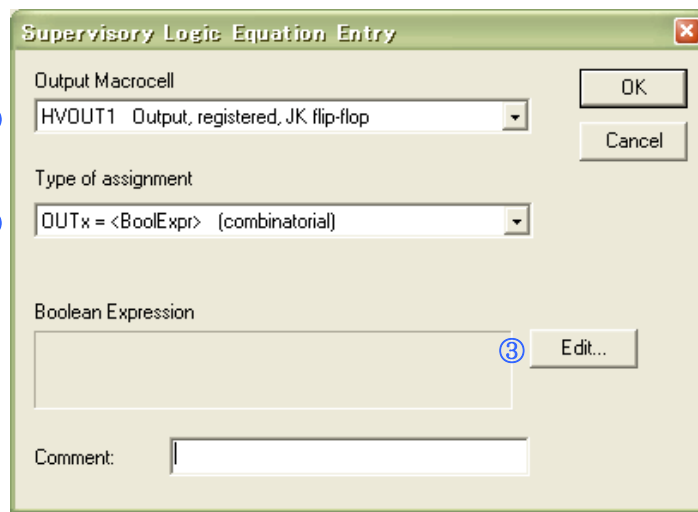 Supervisory Logic Equation Entry
Output Macrocell
HVOUT1 Output, registered, JK flip-flop
OK
Cancel
Type of assignment
OUTx = <BoolExpr> (combinatorial)
Boolean Expression
③ Edit...
Comment: